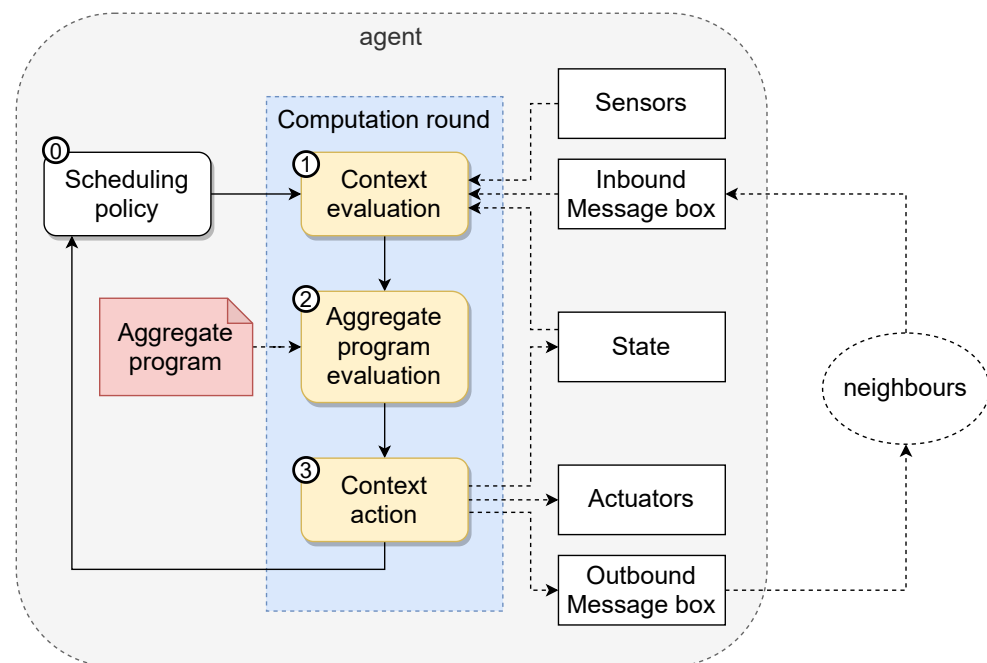 agent
Computation round
0
Scheduling
policy
1
Context
evaluation
Sensors
Inbound
Message box
2
Aggregate
program
evaluation
Aggregate
program
State
neighbours
3
Context
action
Actuators
Outbound
Message box